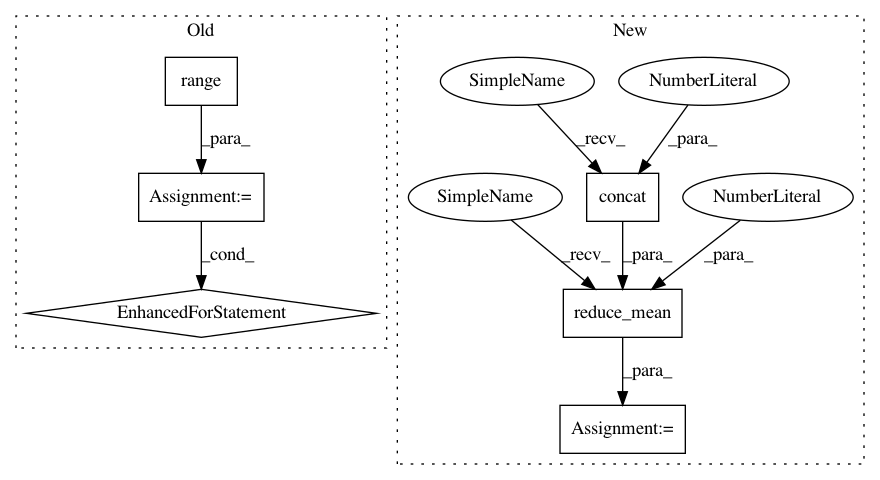 Old
range
_para_
Assignment:=
_cond_
EnhancedForStatement
New
SimpleName
NumberLiteral
_recv_
_para_
SimpleName
concat
NumberLiteral
_recv_
_para_
_para_
reduce_mean
_para_
Assignment:=